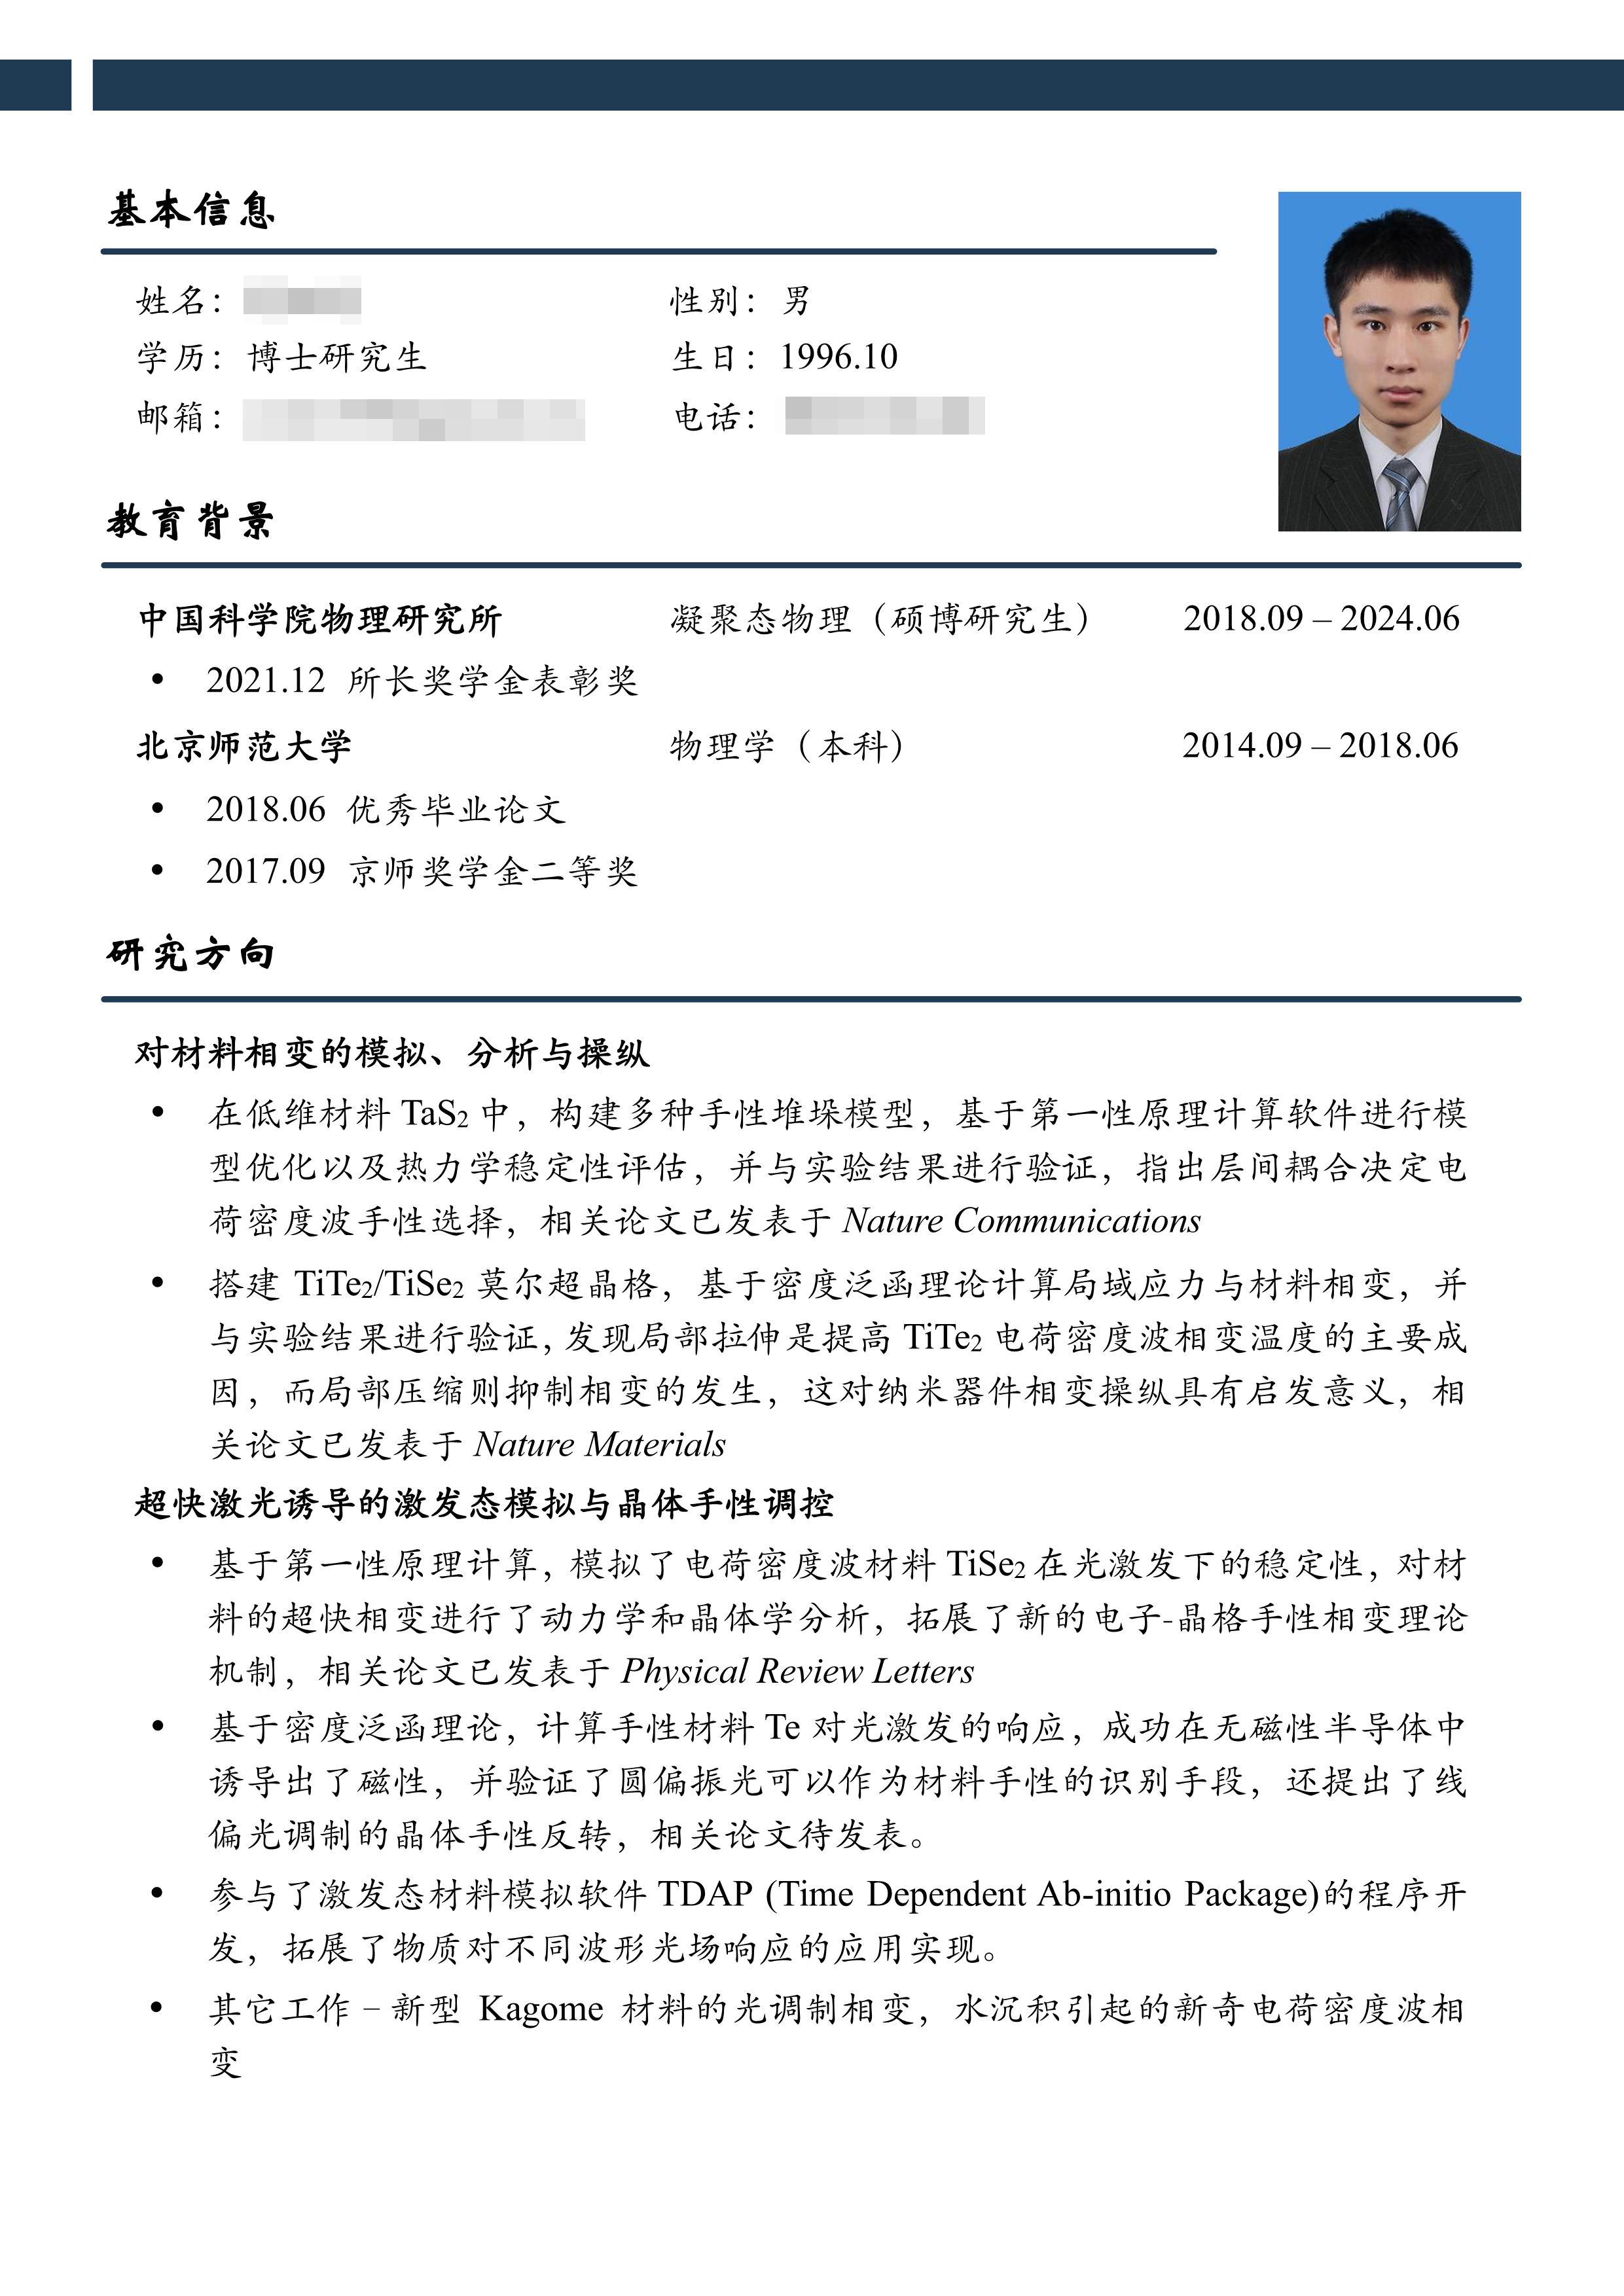 基本信息
姓名： 性别：男
学历：博士研究生 生日：1996.10
邮箱： 电话：
教育背景
中国科学院物理研究所 凝聚态物理（硕博研究生） 2018.09 – 2024.06
• 2021.12 所长奖学金表彰奖
北京师范大学 物理学（本科） 2014.09 – 2018.06
• 2018.06 优秀毕业论文
• 2017.09 京师奖学金二等奖
研究方向
对材料相变的模拟、分析与操纵
• 在低维材料 TaS2 中，构建多种手性堆垛模型，基于第一性原理计算软件进行模
型优化以及热力学稳定性评估，并与实验结果进行验证，指出层间耦合决定电
荷密度波手性选择，相关论文已发表于 Nature Communications
• 搭建 TiTe2/TiSe2 莫尔超晶格，基于密度泛函理论计算局域应力与材料相变，并
与实验结果进行验证，发现局部拉伸是提高 TiTe2 电荷密度波相变温度的主要成
因，而局部压缩则抑制相变的发生，这对纳米器件相变操纵具有启发意义，相
关论文已发表于 Nature Materials
超快激光诱导的激发态模拟与晶体手性调控
• 基于第一性原理计算，模拟了电荷密度波材料 TiSe2 在光激发下的稳定性，对材
料的超快相变进行了动力学和晶体学分析，拓展了新的电子-晶格手性相变理论
机制，相关论文已发表于 Physical Review Letters
• 基于密度泛函理论，计算手性材料 Te 对光激发的响应，成功在无磁性半导体中
诱导出了磁性，并验证了圆偏振光可以作为材料手性的识别手段，还提出了线
偏光调制的晶体手性反转，相关论文待发表。
• 参与了激发态材料模拟软件 TDAP (Time Dependent Ab-initio Package)的程序开
发，拓展了物质对不同波形光场响应的应用实现。
• 其它工作 – 新型 Kagome 材料的光调制相变，水沉积引起的新奇电荷密度波相
变